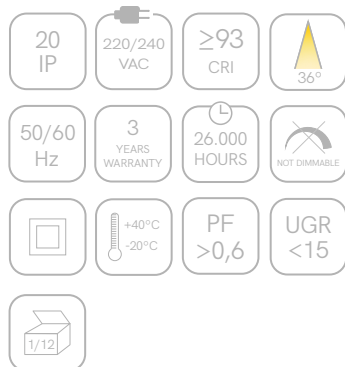 20
IP
220/240
VAC
≥93
CRI
36°
50/60
Hz
3
YEARS
WARRANTY
26.000
HOURS
NOT DIMMABLE
+40°C
-20°C
PF
>0,6
UGR
<15
1/12